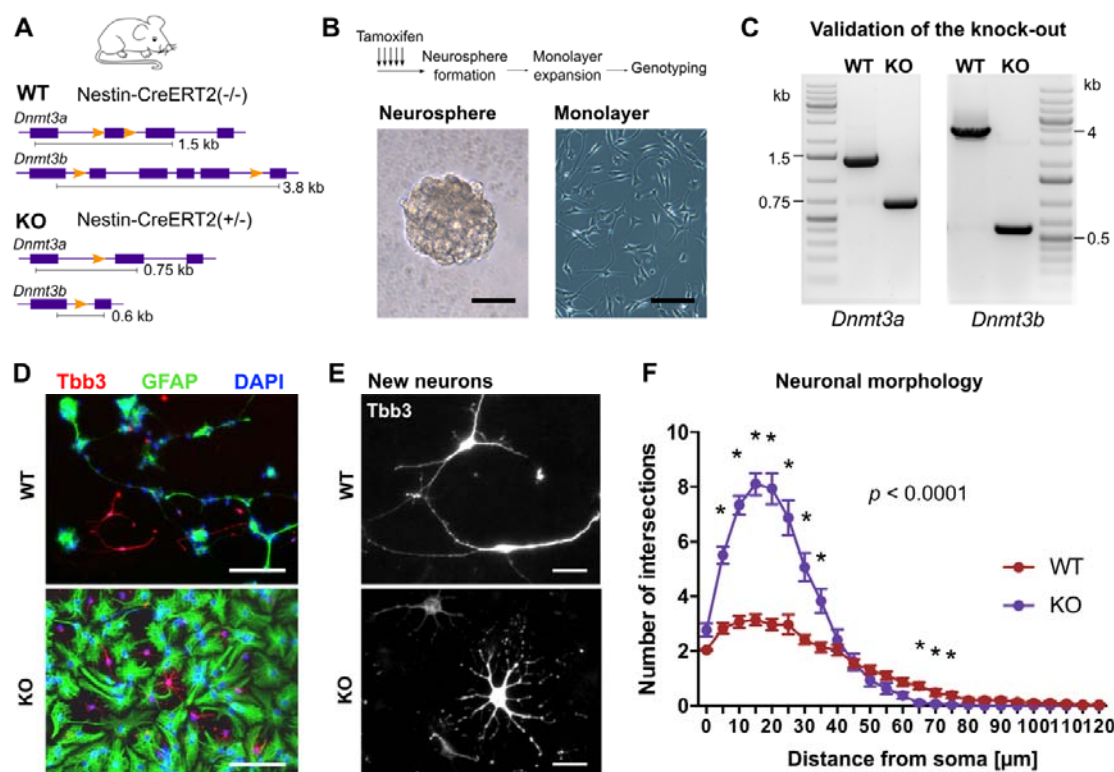 A
WT Nestin-CreERT2(-/-)
Dnmt3a
1.5 kb
Dnmt3b
3.8 kb
KO Nestin-CreERT2(+/-)
Dnmt3a
0.75 kb
Dnmt3b
0.6 kb
B
Tamoxifen
Neurosphere formation
Monolayer expansion
Genotyping
Neurosphere
Monolayer
C Validation of the knock-out
WT KO
WT KO
kb
1.5
0.75
kb
4
0.5
Dnmt3a
Dnmt3b
D Tbb3 GFAP DAPI
WT
KO
E New neurons
Tbb3
WT
KO
F Neuronal morphology
Number of intersections
10
8
6
4
2
0
* * * * * * * * * *
p < 0.0001
WT
KO
0 10 20 30 40 50 60 70 80 90 100110120
Distance from soma [µm]